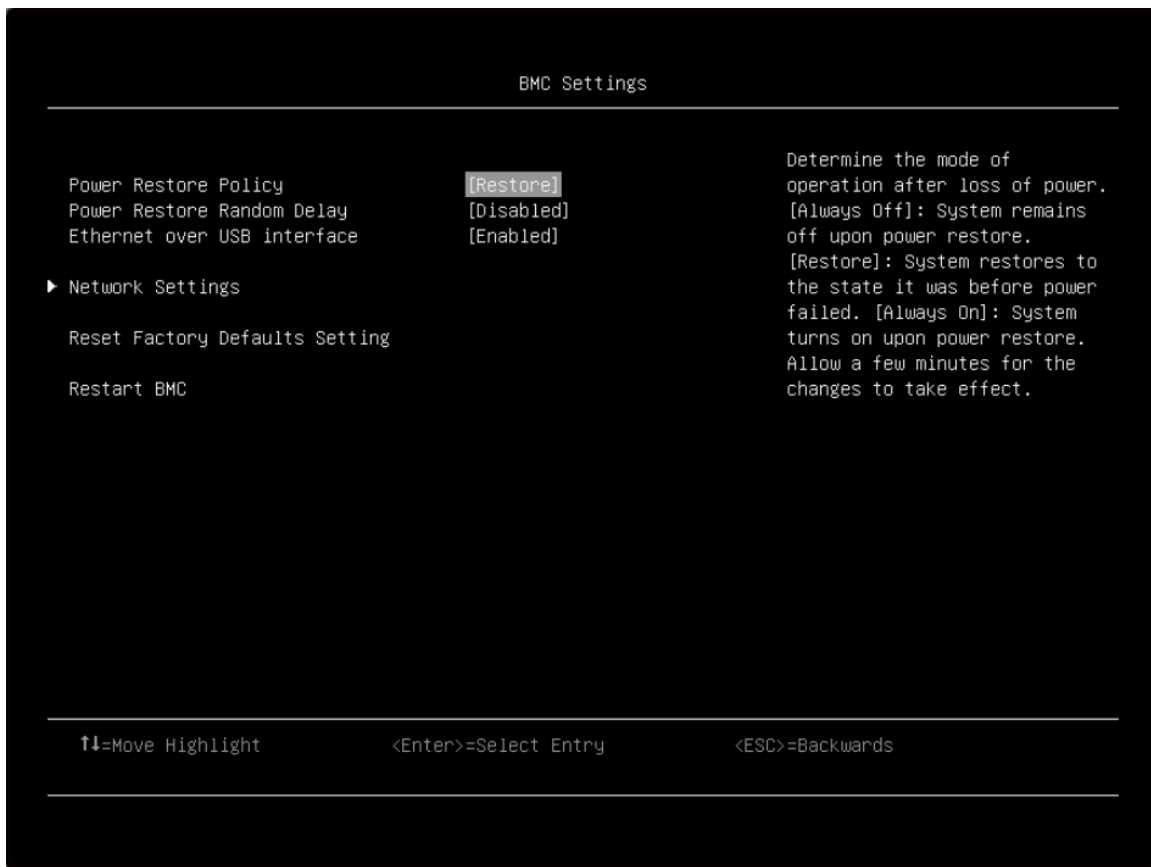 BMC Settings
Power Restore Policy [Restore]
Power Restore Random Delay [Disabled]
Ethernet over USB interface [Enabled]
Network Settings
Reset Factory Defaults Setting
Restart BMC
Determine the mode of
operation after loss of power.
[Always Off]: System remains
off upon power restore.
[Restore]: System restores to
the state it was before power
failed. [Always On]: System
turns on upon power restore.
Allow a few minutes for the
changes to take effect.
↑↓=Move Highlight <Enter>=Select Entry <ESC>=Backwards